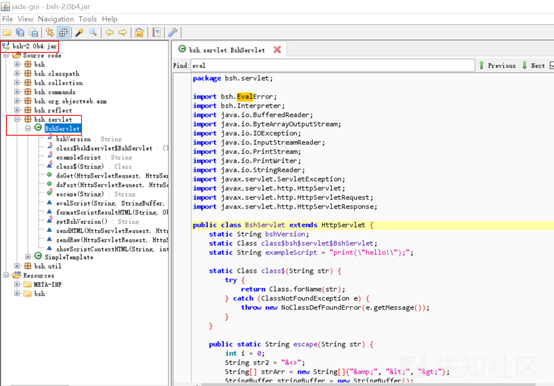 jadx-gui - bsh-2.0b4.jar
File View Navigation Tools Help
bsh-2.0b4.jar
Source code
bsh
bsh.classpath
bsh.collection
bsh.commands
bsh.org.objectweb.asm
bsh.reflect
bsh.servlet
BshServlet
bshVersion : String
class$bsh$servlet$BshServlet : C
exampleScript : String
class$(String) : Class
doGet(HttpServletRequest, HttpSe
doPost(HttpServletRequest, HttpS
escape(String) : String
evalScript(String, StringBuffer,
formatScriptResultHTML(String, O
getBshVersion() : String
sendHTML(HttpServletRequest, Htt
sendRaw(HttpServletRequest, Http
showScriptContextHTML(String, in
SimpleTemplate
bsh.util
Resources
META-INF
bsh
bsh.servlet.BshServlet
Find: eval
Previous
Next
package bsh.servlet;
import bsh.EvalError;
import bsh.Interpreter;
import java.io.BufferedReader;
import java.io.ByteArrayOutputStream;
import java.io.IOException;
import java.io.InputStreamReader;
import java.io.PrintStream;
import java.io.PrintWriter;
import java.io.StringReader;
import javax.servlet.ServletException;
import javax.servlet.http.HttpServlet;
import javax.servlet.http.HttpServletRequest;
import javax.servlet.http.HttpServletResponse;
public class BshServlet extends HttpServlet {
static String bshVersion;
static Class class$bsh$servlet$BshServlet;
static String exampleScript = "print(\"hello!\");";
static Class class$(String str) {
try {
return Class.forName(str);
} catch (ClassNotFoundException e) {
throw new NoClassDefFoundError(e.getMessage());
}
}
public static String escape(String str) {
int i = 0;
String str2 = "&<>";
String[] strArr = new String[]{"&amp;", "&lt;", "&gt;"};
StringBuffer stringBuffer = new StringBuffer();
先知社区